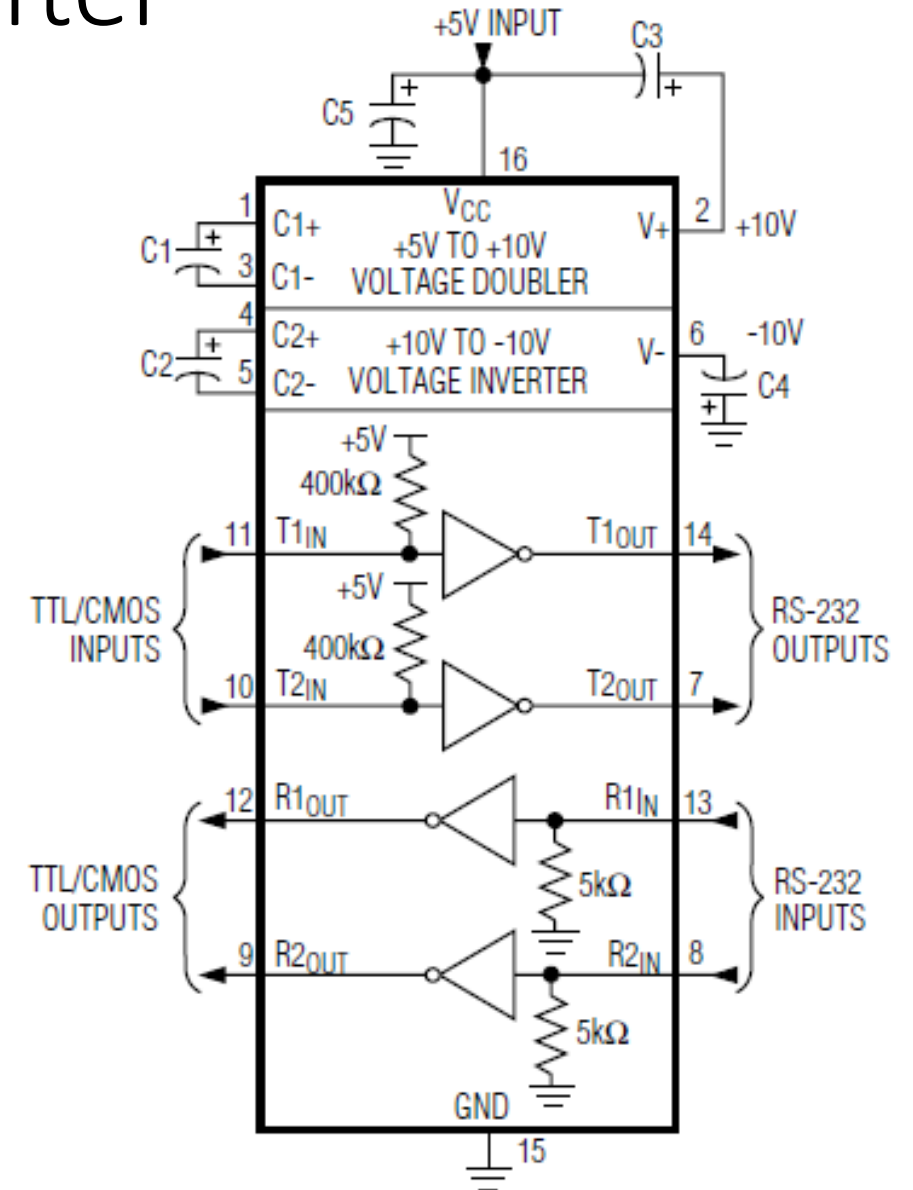 +5V INPUT
C3
+
+
C5
16
1
VCC
2
C1+
V+
+10V
+5V TO +10V
C1
+
3
C1-
VOLTAGE DOUBLER
4
C2+
+10V TO -10V
6
-10V
V-
C2
+
5
C2-
VOLTAGE INVERTER
C4
+
+5V
400kΩ
11
T1IN
T1OUT
14
+5V
TTL/CMOS
INPUTS
RS-232
OUTPUTS
400kΩ
10
T2IN
T2OUT
7
12
R1OUT
R1IN
13
TTL/CMOS
OUTPUTS
5kΩ
RS-232
INPUTS
9
R2OUT
R2IN
8
5kΩ
GND
15